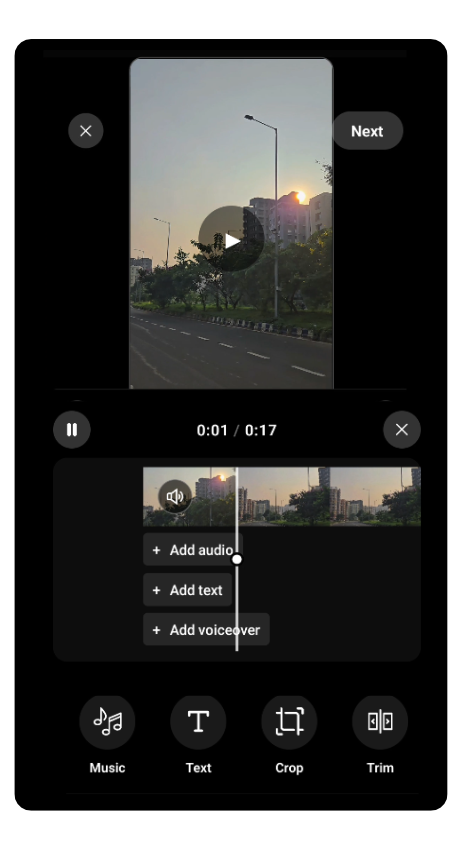 Next
0:01 / 0:17
+ Add audio
+ Add text
+ Add voiceover
T
Music
Text
Crop
Trim